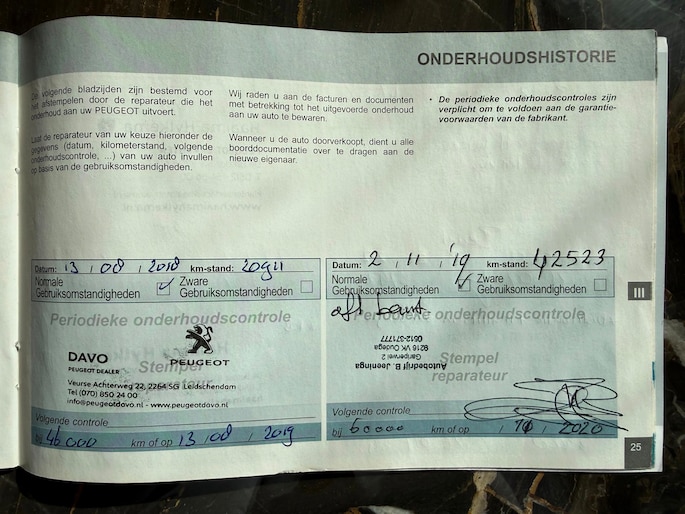 ONDERHOUDSHISTORIE
De volgende bladzijden zijn bestemd voor
het afstempelen door de reparateur die het
onderhoud aan uw PEUGEOT uitvoert.
Laat de reparateur van uw keuze hieronder de
gegevens (datum, kilometerstand, volgende
onderhoudscontrole, ...) van uw auto invullen
op basis van de gebruiksomstandigheden.
Wij raden u aan de facturen en documenten
met betrekking tot het uitgevoerde onderhoud
aan uw auto te bewaren.
Wanneer u de auto doorverkoopt, dient u alle
boorddocumentatie over te dragen aan de
nieuwe eigenaar.
• De periodieke onderhoudscontroles zijn
verplicht om te voldoen aan de garantie-
voorwaarden van de fabrikant.
Datum: 13 / 08 / 2018 km-stand: 20911
Normale
Gebruiksomstandigheden
Zware
Gebruiksomstandigheden
Periodieke onderhoudscontrole
DAVO
PEUGEOT DEALER
PEUGEOT
Stempel
reparateur
Veurse Achterweg 22, 2264 SG Leidschendam
Tel (070) 850 24 00
info@peugeotdavo.nl - www.peugeotdavo.nl
Volgende controle
bij 46000 km of op 13 / 08 / 2019
Datum: 2 / 11 / '19 km-stand: 42523
Normale
Gebruiksomstandigheden
Zware
Gebruiksomstandigheden
Periodieke onderhoudscontrole
Autobedrijf B. Jeeninga
Gariperwei 2
9216 VK Oudega
0512-371777
Stempel
reparateur
Volgende controle
bij 60000 km of op / / 2020
III
25